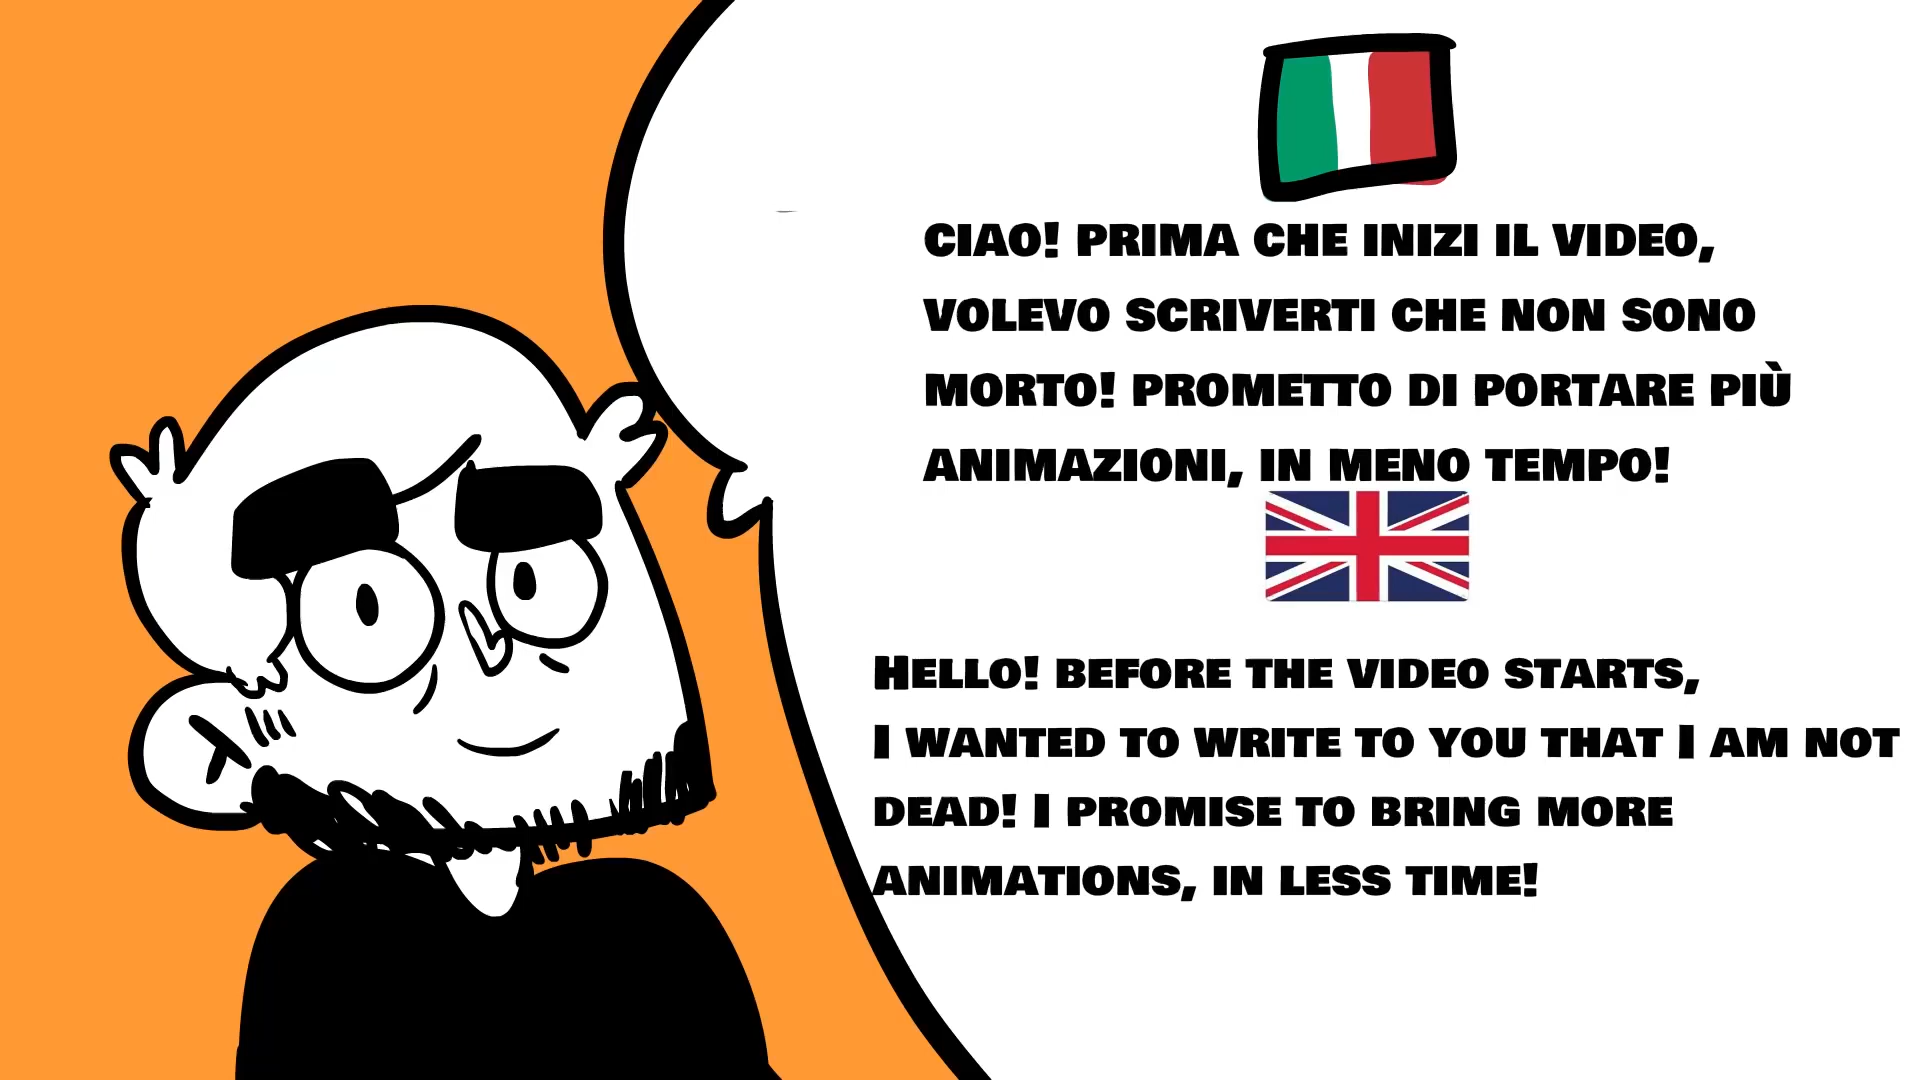 CIAO! PRIMA CHE INIZI IL VIDEO,
VOLEVO SCRIVERTI CHE NON SONO
MORTO! PROMETTO DI PORTARE PIÙ
ANIMAZIONI, IN MENO TEMPO!
HELLO! BEFORE THE VIDEO STARTS,
I WANTED TO WRITE TO YOU THAT I AM NOT
DEAD! I PROMISE TO BRING MORE
ANIMATIONS, IN LESS TIME!